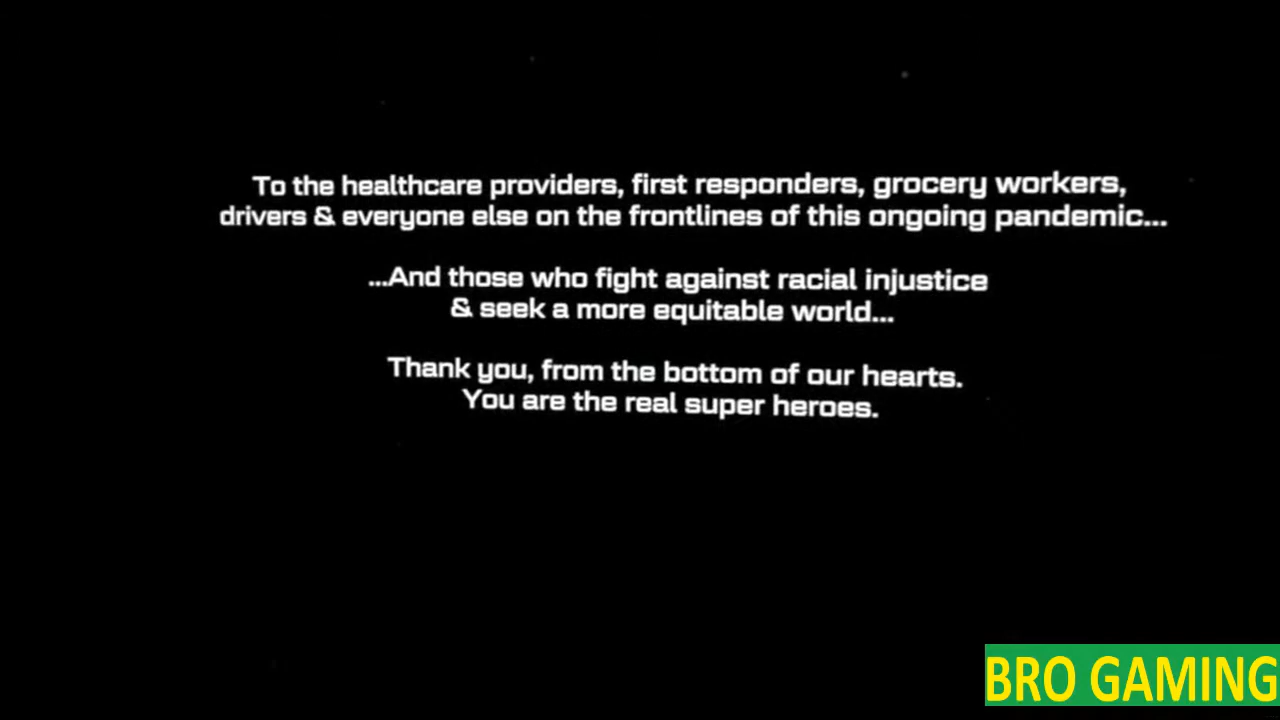 To the healthcare providers, first responders, grocery workers,
drivers & everyone else on the frontlines of this ongoing pandemic...
...And those who fight against racial injustice
& seek a more equitable world...
Thank you, from the bottom of our hearts.
You are the real super heroes.
BRO GAMING